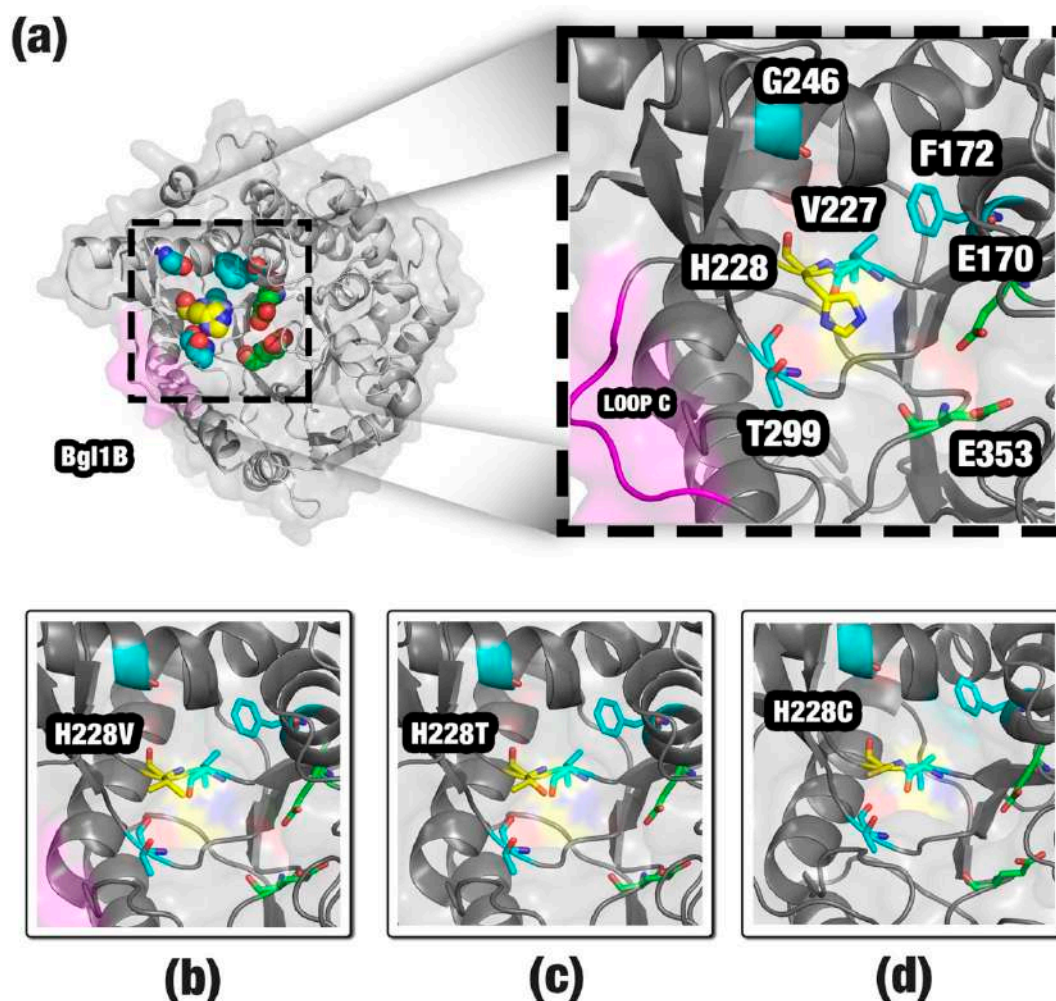 (a)
G246
F172
V227
H228
E170
LOOP C
T299
E353
Bgl1B
H228V
H228T
H228C
(b)
(c)
(d)